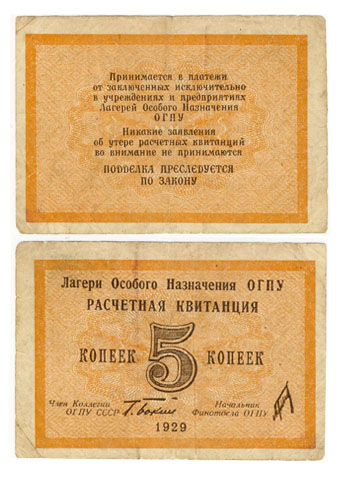 Принимается в платежи
от заключенных исключительно
в учреждениях и предприятиях
Лагерей Особого Назначения
ОГПУ
Никакие заявления
об утере расчетных квитанций
во внимание не принимаются
ПОДДЕЛКА ПРЕСЛЕДУЕТСЯ
ПО ЗАКОНУ
Лагери Особого Назначения ОГПУ
РАСЧЕТНАЯ КВИТАНЦИЯ
КОПЕЕК 5 КОПЕЕК
Член Коллегии
ОГПУ СССР Г. Бокий
Начальник
Финотдела ОГПУ
1929